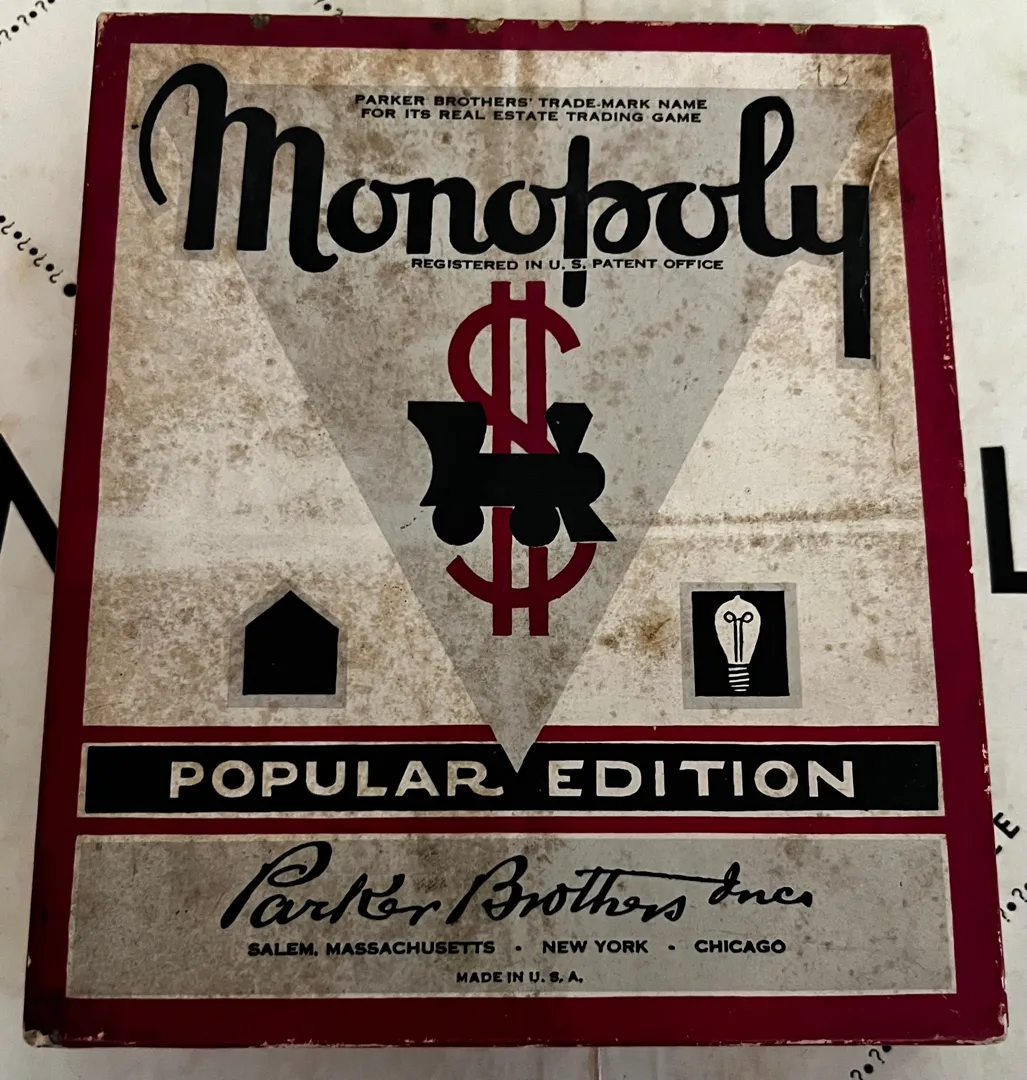 PARKER BROTHERS' TRADE-MARK NAME
FOR ITS REAL ESTATE TRADING GAME
Monopoly
REGISTERED IN U. S. PATENT OFFICE
POPULAR EDITION
Parker Brothers Inc.
SALEM, MASSACHUSETTS • NEW YORK • CHICAGO
MADE IN U. S. A.